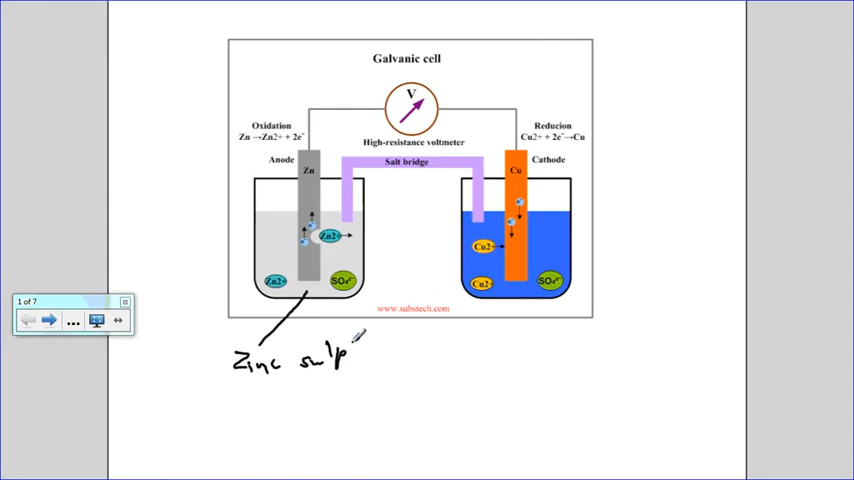 Galvanic cell
V
Oxidation
Zn→Zn2+ + 2e⁻
Reducion
Cu2+ + 2e⁻→Cu
High-resistance voltmeter
Anode
Zn
Salt bridge
Cu
Cathode
e⁻
e⁻
e⁻
e⁻
Zn2+
Cu2+
Zn2+
SO₄²⁻
Cu2+
SO₄²⁻
www.substech.com
1 of 7
...
Zinc sulp